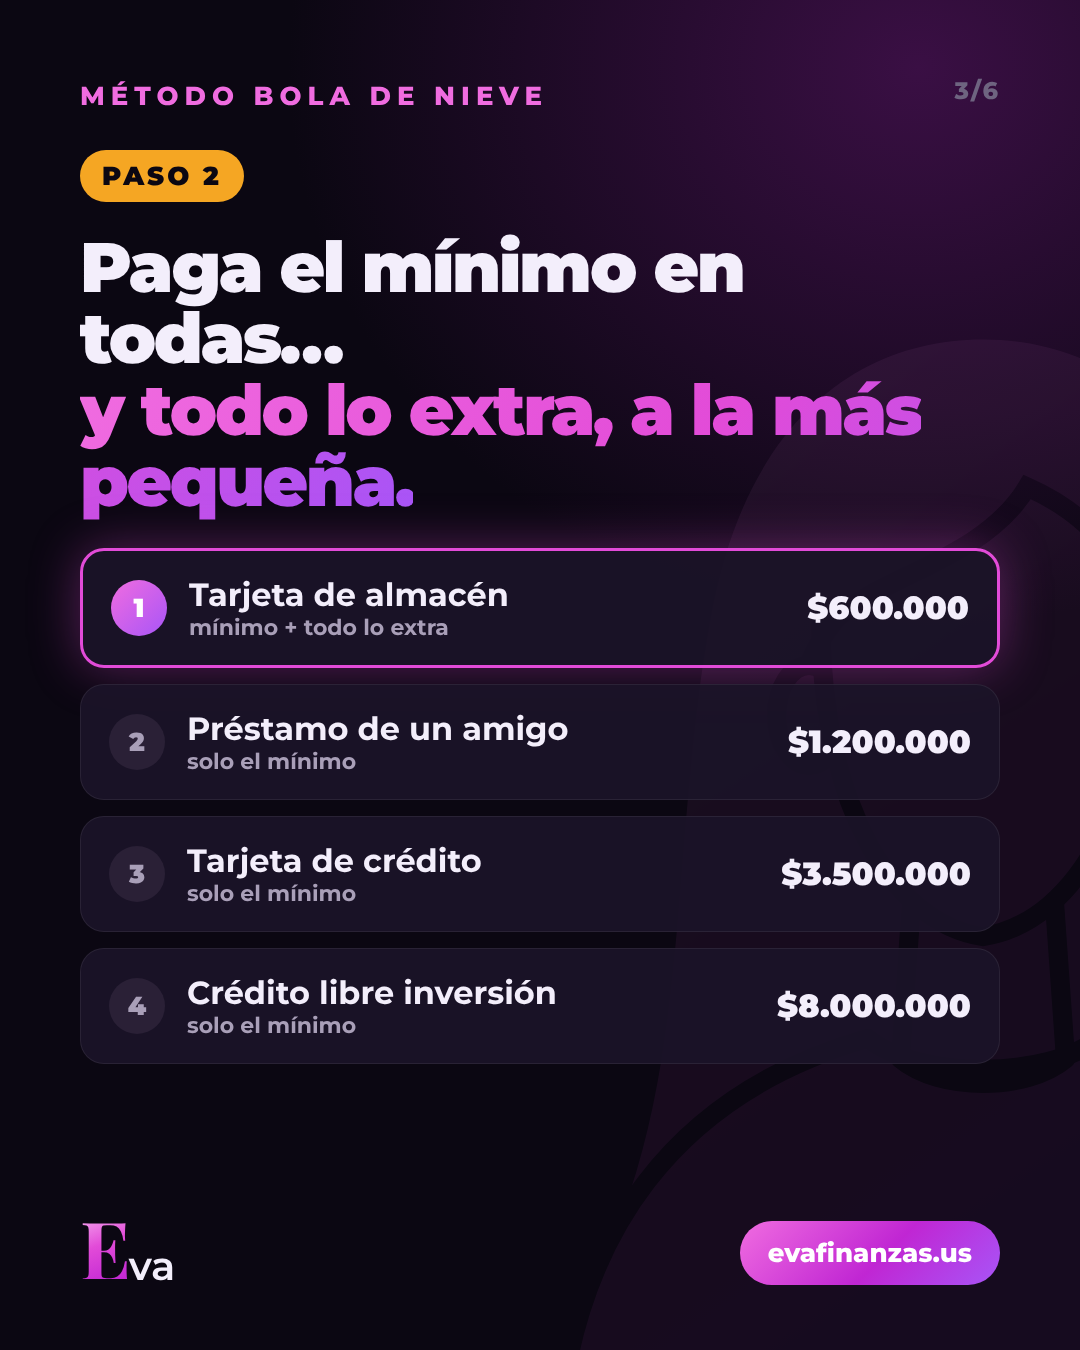 MÉTODO BOLA DE NIEVE
3/6
PASO 2
Paga el mínimo en
todas...
y todo lo extra, a la más
pequeña.
1
Tarjeta de almacén
mínimo + todo lo extra
$600.000
2
Préstamo de un amigo
solo el mínimo
$1.200.000
3
Tarjeta de crédito
solo el mínimo
$3.500.000
4
Crédito libre inversión
solo el mínimo
$8.000.000
Eva
evafinanzas.us